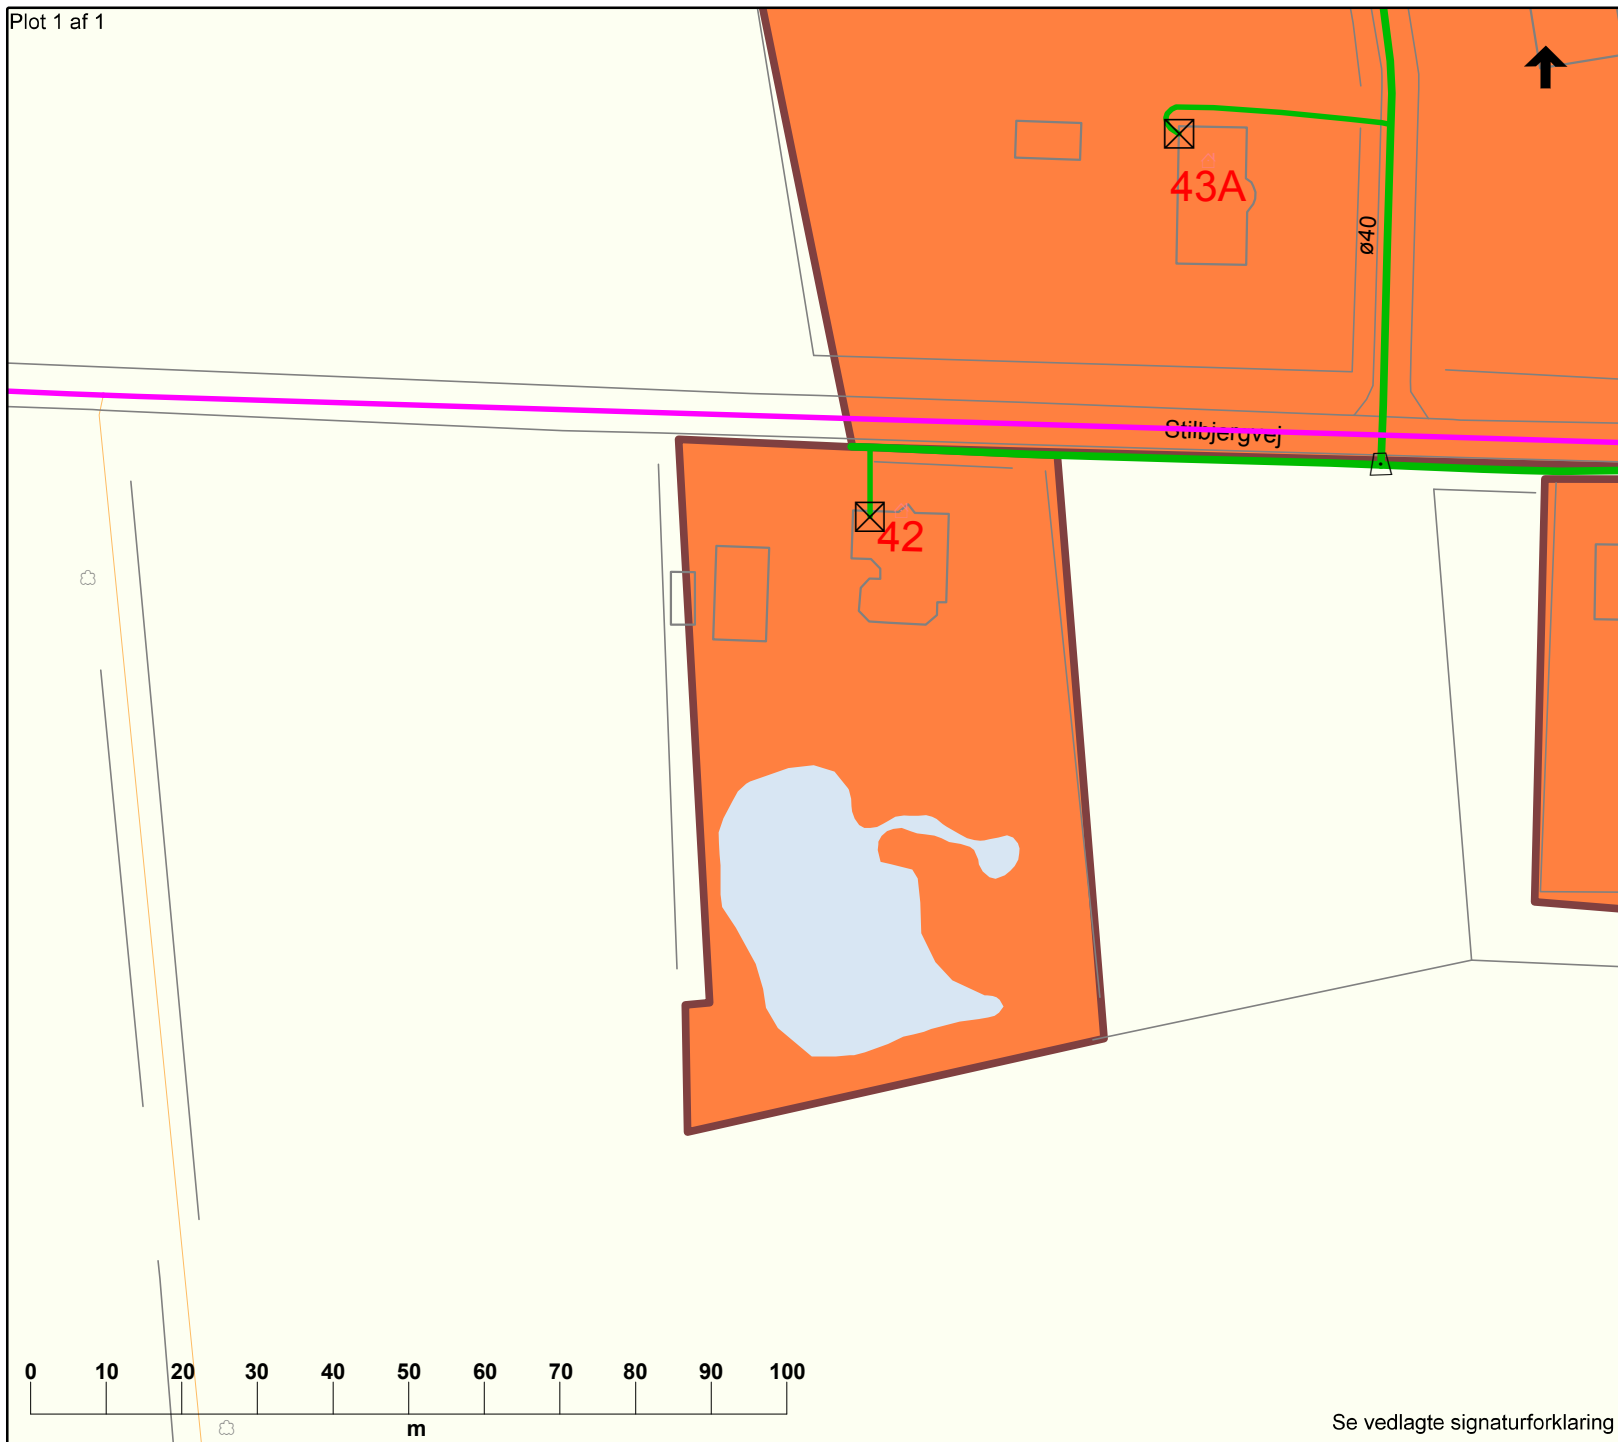 Plot 1 af 1
43A
ø40
Stilbjergvej
42
0 10 20 30 40 50 60 70 80 90 100
m
Se vedlagte signaturforklaring